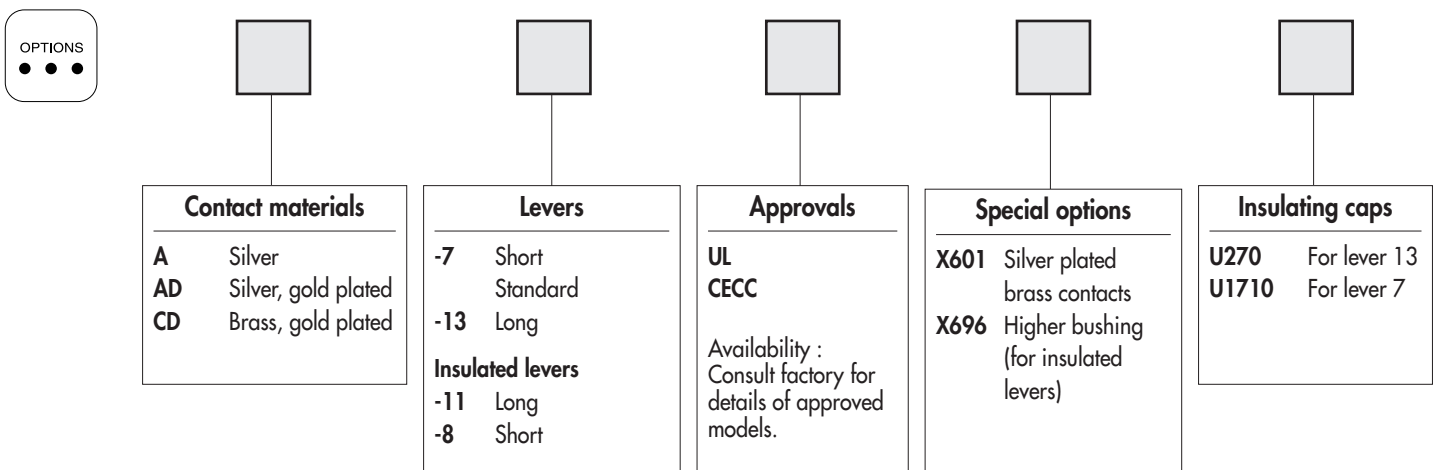 OPTIONS
Contact materials
A Silver
AD Silver, gold plated
CD Brass, gold plated
Levers
-7 Short
Standard
-13 Long
Insulated levers
-11 Long
-8 Short
Approvals
UL
CECC
Availability :
Consult factory for
details of approved
models.
Special options
X601 Silver plated
brass contacts
X696 Higher bushing
(for insulated
levers)
Insulating caps
U270 For lever 13
U1710 For lever 7